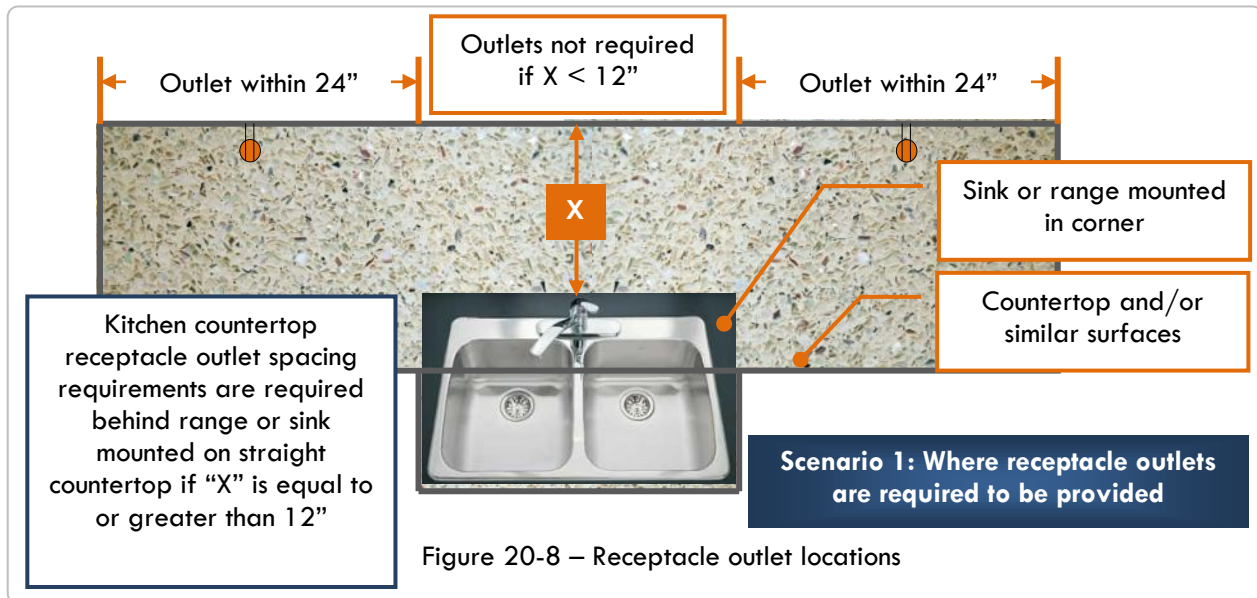 Outlets not required
if X < 12”
Outlet within 24”
Outlet within 24”
X
Sink or range mounted
in corner
Countertop and/or
similar surfaces
Kitchen countertop
receptacle outlet spacing
requirements are required
behind range or sink
mounted on straight
countertop if “X” is equal to
or greater than 12”
Scenario 1: Where receptacle outlets
are required to be provided
Figure 20-8 – Receptacle outlet locations